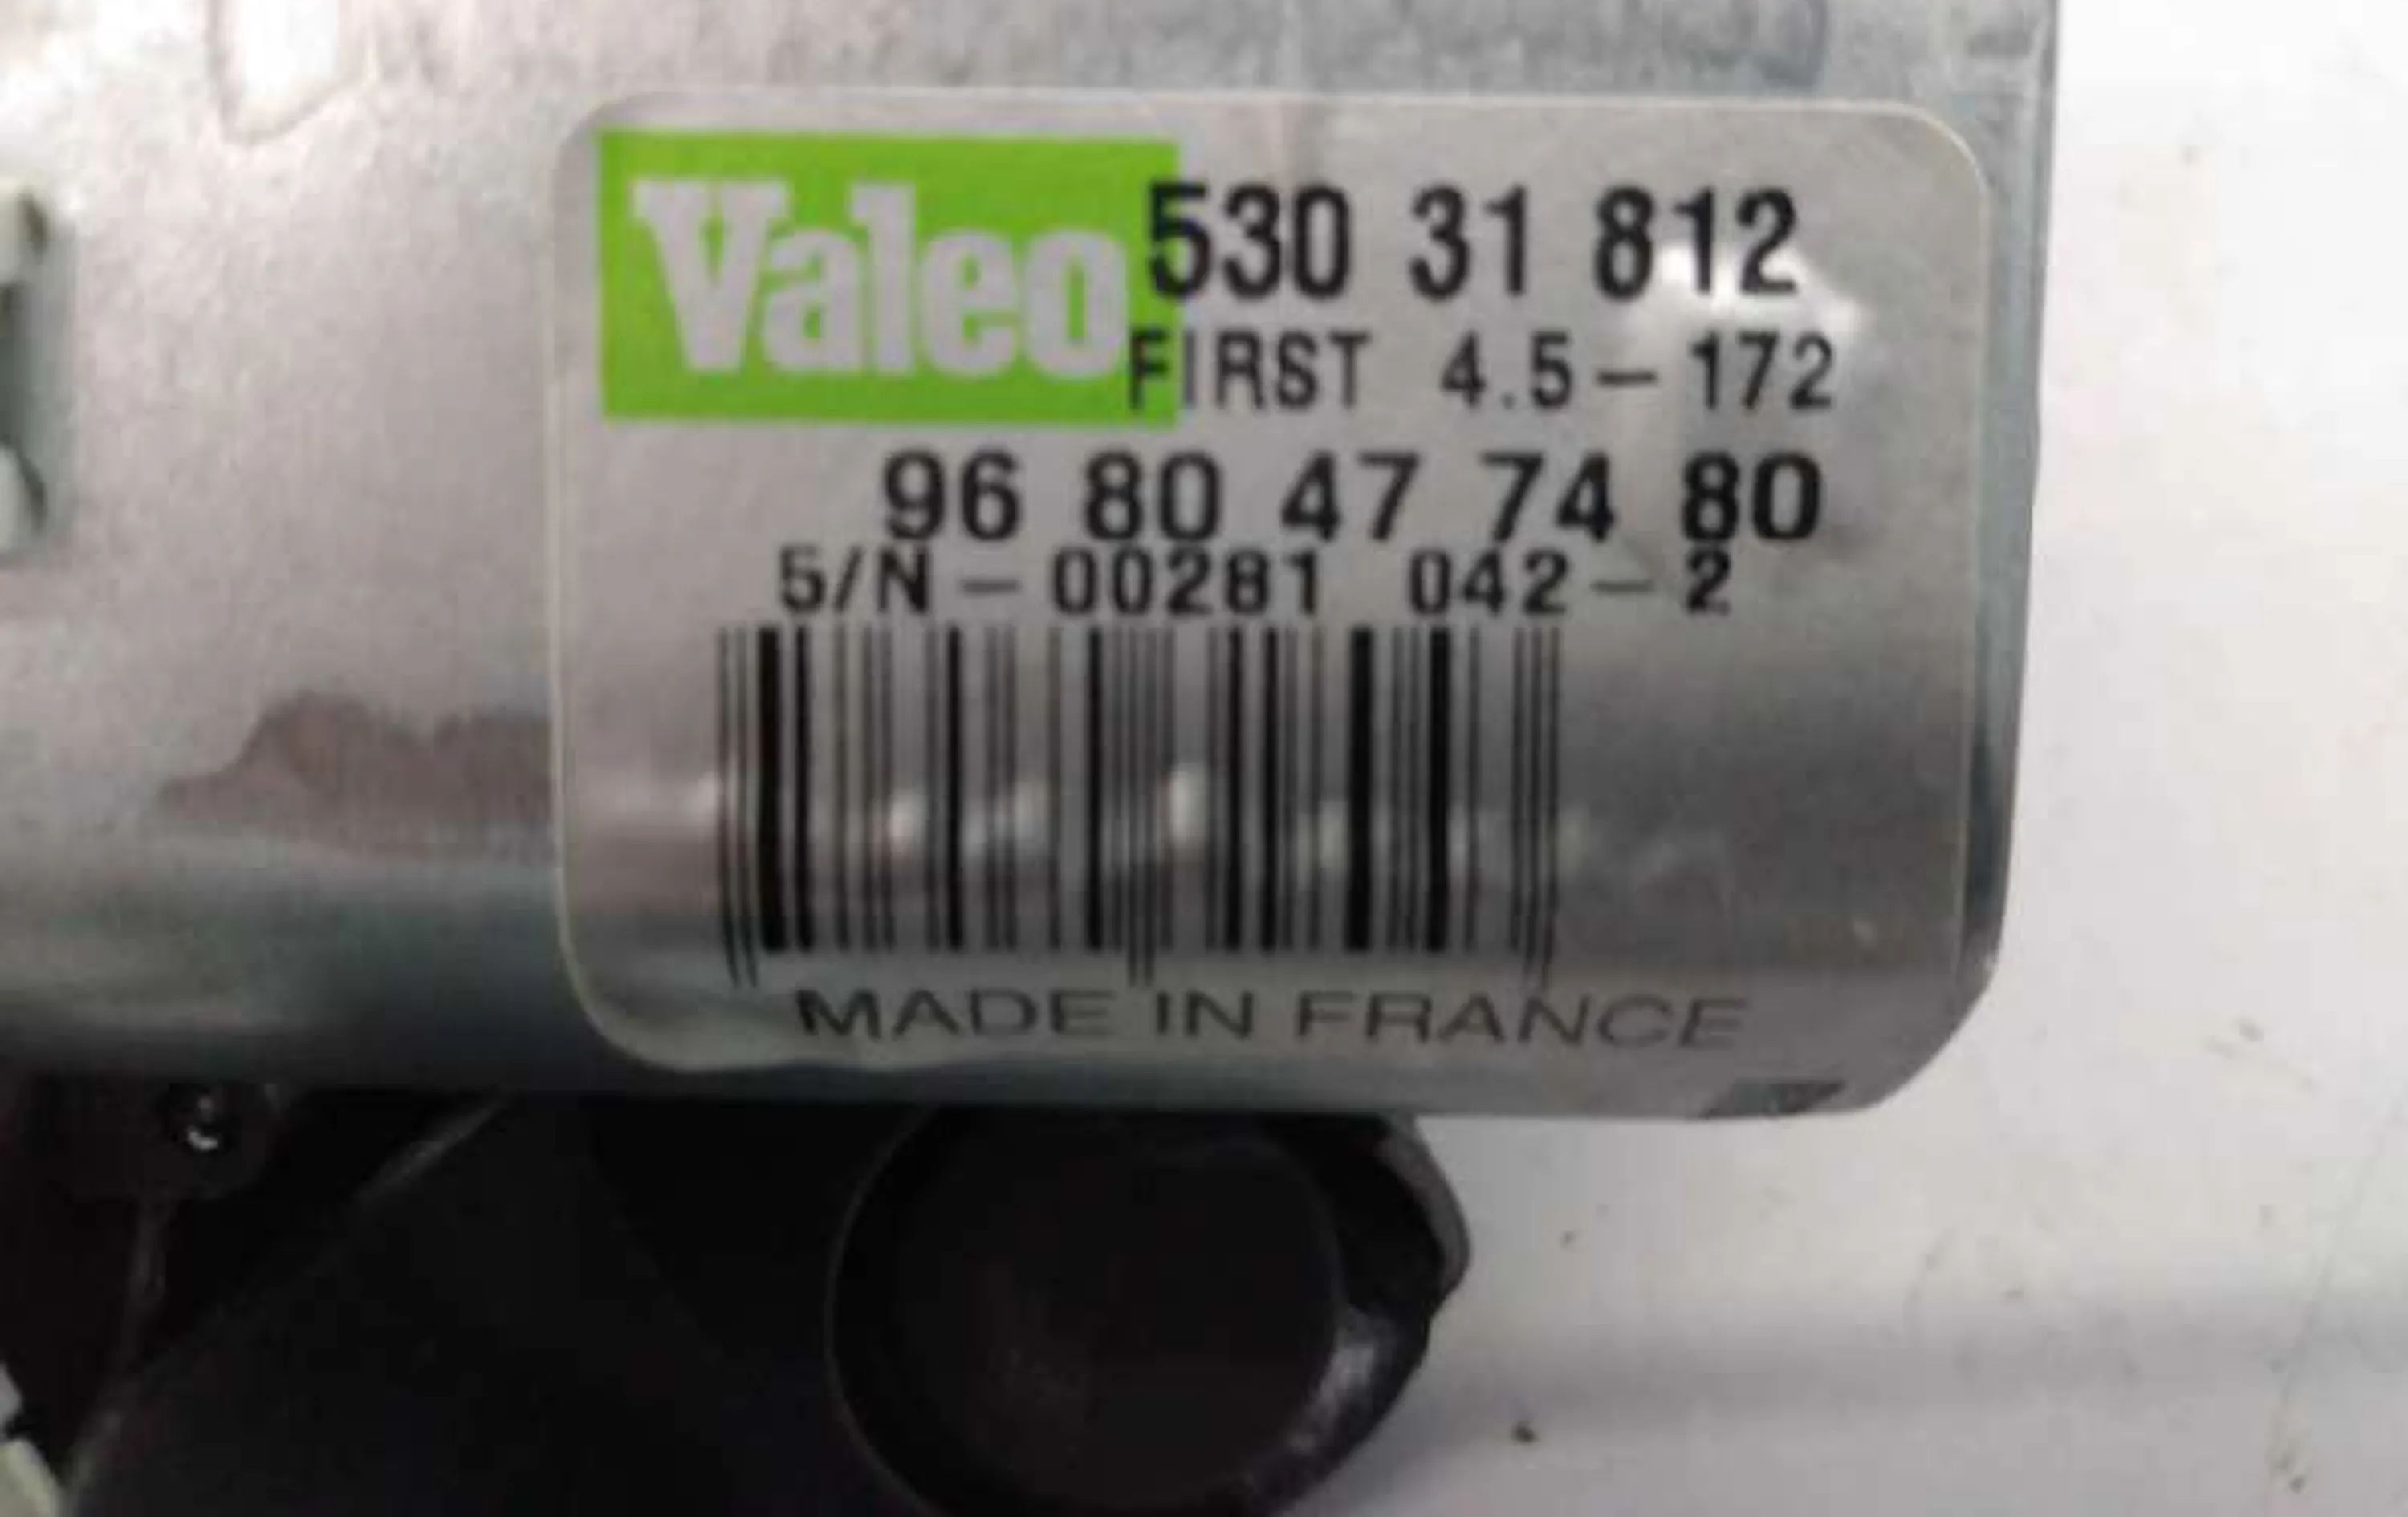 Valeo 530 31 812
FIRST 4.5-172
96 80 47 74 80
5/N-00281 042-2
MADE IN FRANCE